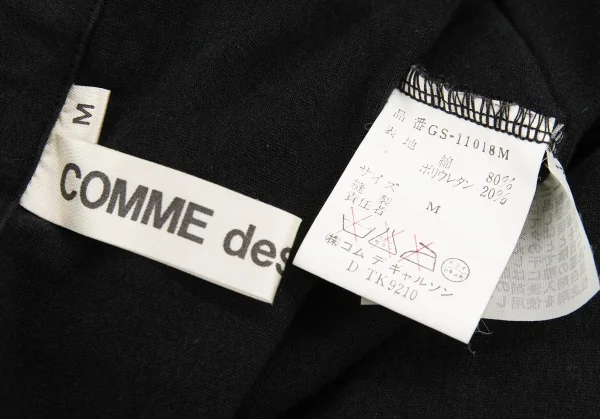 M
COMME des
品番 GS-11018M
表地 綿 80%
ポリウレタン 20%
サイズ M
縫製
責任者
㈱コム デ ギャルソン
D TK9210